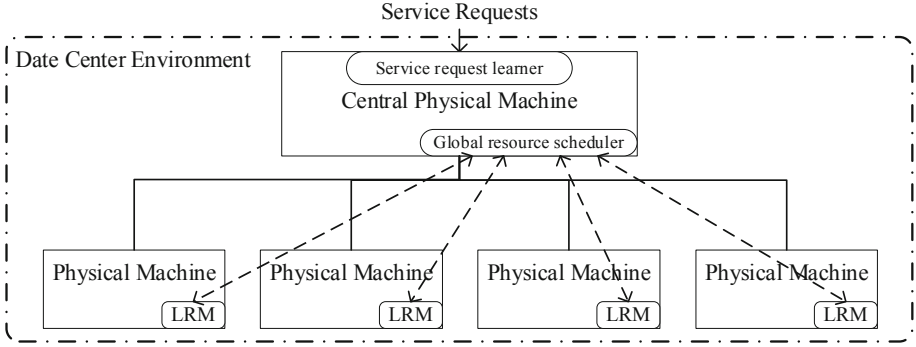 Service Requests
Date Center Environment
Service request learner
Central Physical Machine
Global resource scheduler
Physical Machine
LRM
Physical Machine
LRM
Physical Machine
LRM
Physical Machine
LRM